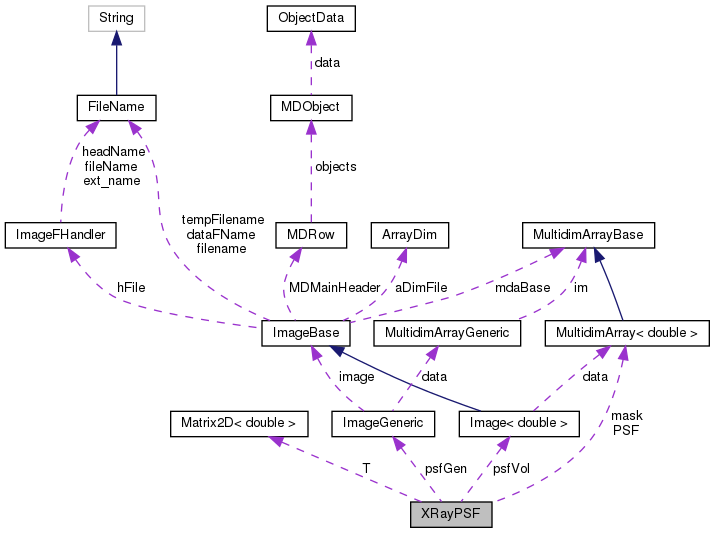 String
ObjectData
data
FileName
MDObject
headName
fileName
ext_name
objects
tempFilename
dataFName
filename
ImageFHandler
MDRow
ArrayDim
MultidimArrayBase
hFile
MDMainHeader
aDimFile
mdaBase
im
ImageBase
MultidimArrayGeneric
MultidimArray< double >
image
data
data
mask
PSF
Matrix2D< double >
ImageGeneric
Image< double >
T
psfGen
psfVol
XRayPSF